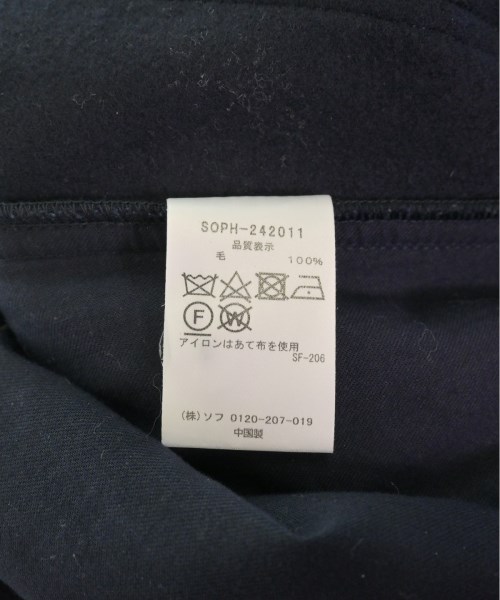 SOPH-242011
品質表示
毛 100%
F W
アイロンはあて布を使用
SF-206
(株)ソフ 0120-207-019
中国製